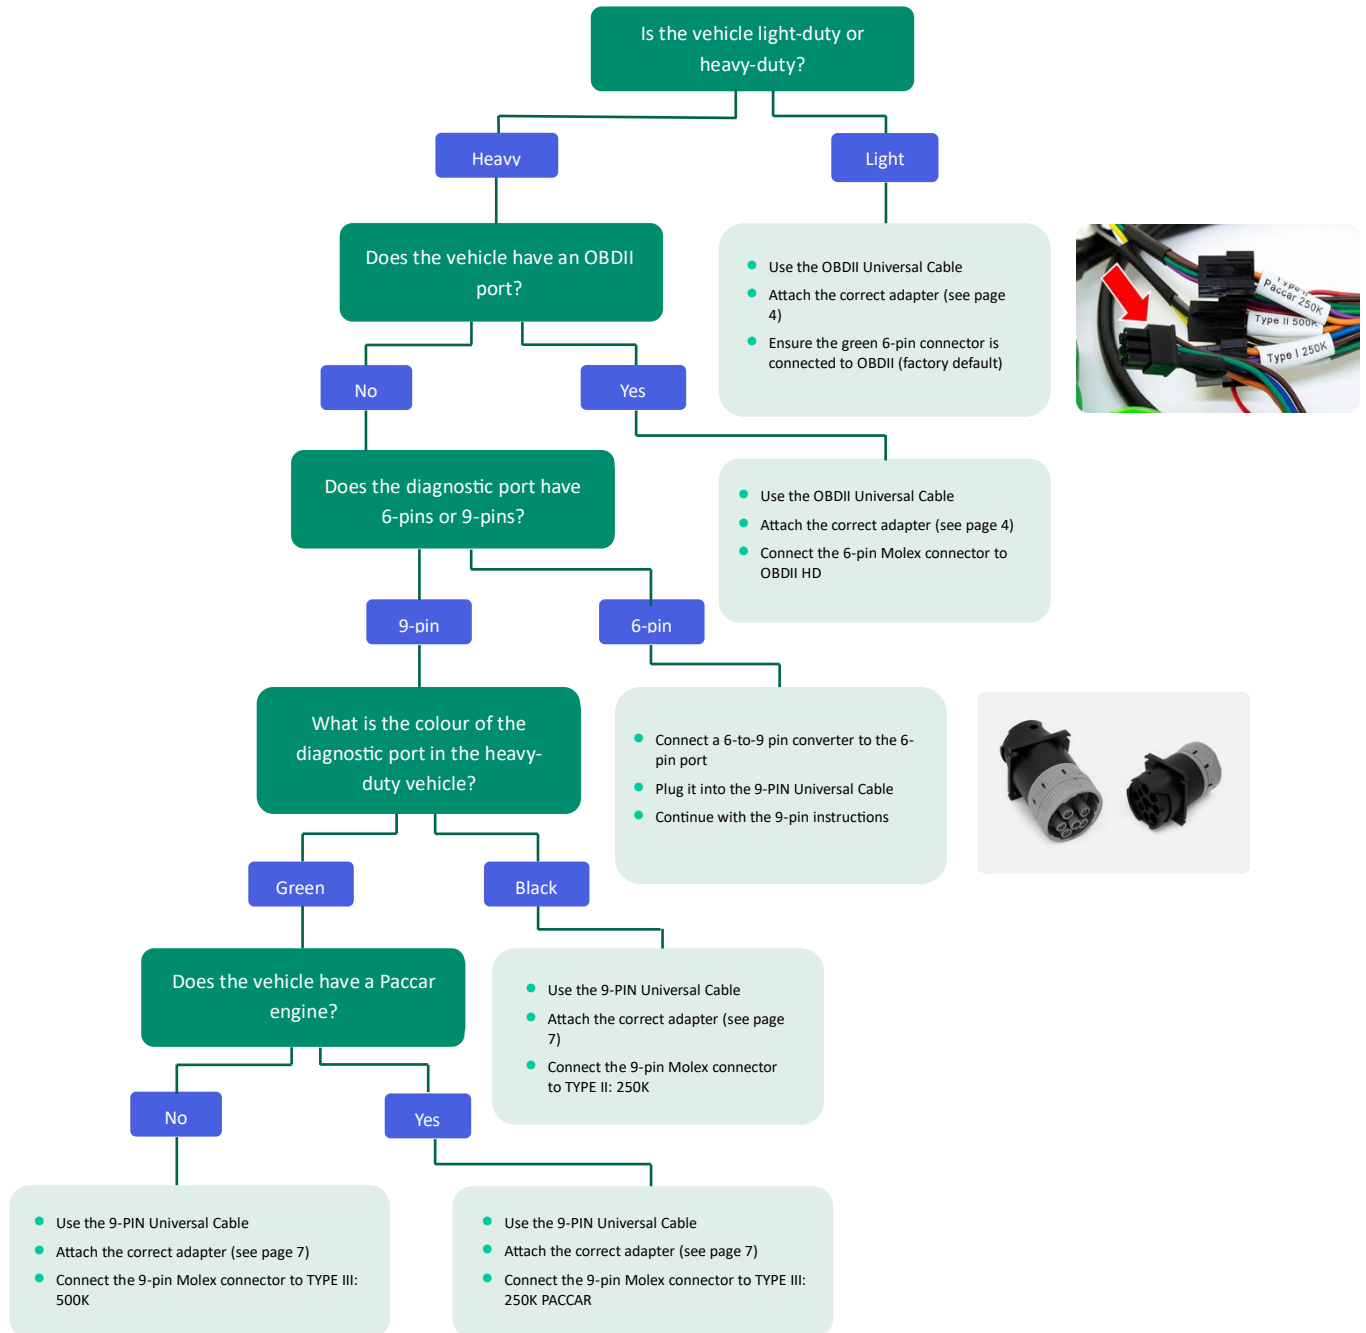 Is the vehicle light-duty or
heavy-duty?
Heavy
Light
Does the vehicle have an OBDII
port?
• Use the OBDII Universal Cable
• Attach the correct adapter (see page
4)
• Ensure the green 6-pin connector is
connected to OBDII (factory default)
Paccar 250K
Type II 500K
Type I 250K
No
Yes
Does the diagnostic port have
6-pins or 9-pins?
• Use the OBDII Universal Cable
• Attach the correct adapter (see page 4)
• Connect the 6-pin Molex connector to
OBDII HD
9-pin
6-pin
What is the colour of the
diagnostic port in the heavy-
duty vehicle?
• Connect a 6-to-9 pin converter to the 6-
pin port
• Plug it into the 9-PIN Universal Cable
• Continue with the 9-pin instructions
Green
Black
Does the vehicle have a Paccar
engine?
• Use the 9-PIN Universal Cable
• Attach the correct adapter (see page
7)
• Connect the 9-pin Molex connector
to TYPE II: 250K
No
Yes
• Use the 9-PIN Universal Cable
• Attach the correct adapter (see page 7)
• Connect the 9-pin Molex connector to TYPE III:
500K
• Use the 9-PIN Universal Cable
• Attach the correct adapter (see page 7)
• Connect the 9-pin Molex connector to TYPE III:
250K PACCAR